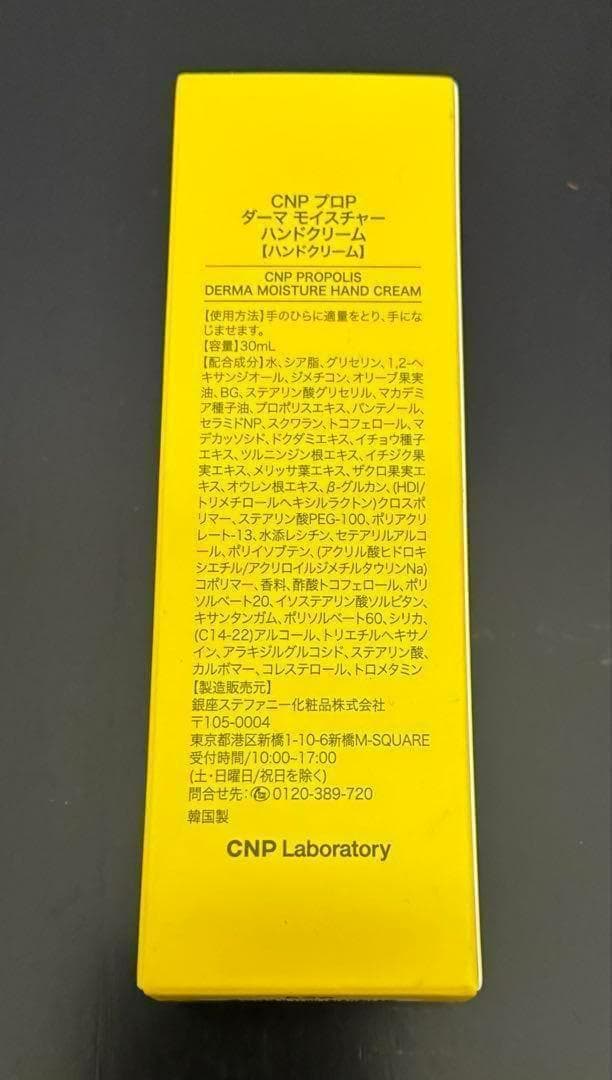 CNP プロP
ダーマ モイスチャー
ハンドクリーム
【ハンドクリーム】
CNP PROPOLIS
DERMA MOISTURE HAND CREAM
【使用方法】手のひらに適量をとり、手にな
じませます。
【容量】30mL
【配合成分】水、シア脂、グリセリン、1,2-ヘ
キサンジオール、ジメチコン、オリーブ果実
油、BG、ステアリン酸グリセリル、マカデミ
ア種子油、プロポリスエキス、パンテノール、
セラミドNP、スクワラン、トコフェロール、マ
デカッソシド、ドクダミエキス、イチョウ種子
エキス、ツルニンジン根エキス、イチジク果
実エキス、メリッサ葉エキス、ザクロ果実エ
キス、オウレン根エキス、β-グルカン、(HDI/
トリメチロールヘキシルラクトン)クロスポ
リマー、ステアリン酸PEG-100、ポリアクリ
レート-13、水添レシチン、セテアリルアルコ
ール、ポリイソブテン、(アクリル酸ヒドロキ
シエチル/アクリロイルジメチルタウリンNa)
コポリマー、香料、酢酸トコフェロール、ポリ
ソルベート20、イソステアリン酸ソルビタン、
キサンタンガム、ポリソルベート60、シリカ、
(C14-22)アルコール、トリエチルヘキサノ
イン、アラキジルグルコシド、ステアリン酸、
カルボマー、コレステロール、トロメタミン
【製造販売元】
銀座ステファニー化粧品株式会社
〒105-0004
東京都港区新橋1-10-6新橋M-SQUARE
受付時間/10:00~17:00
(土・日曜日/祝日を除く)
問合せ先:0120-389-720
韓国製
CNP Laboratory